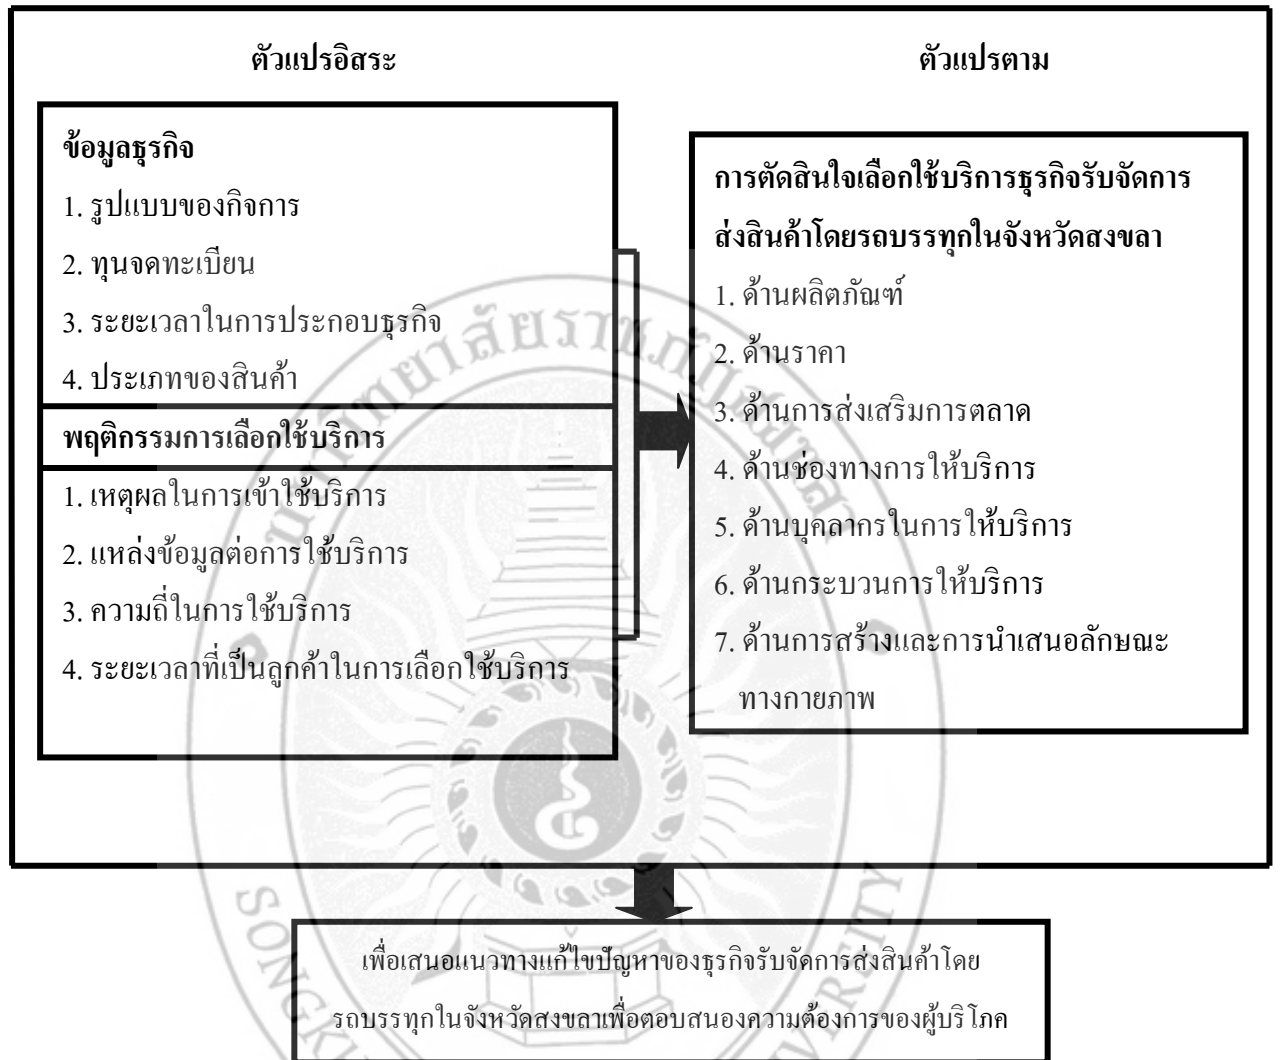 ตัวแปรอิสระ
ตัวแปรตาม
ข้อมูลธุรกิจ
1. รูปแบบของกิจการ
2. ทุนจดทะเบียน
3. ระยะเวลาในการประกอบธุรกิจ
4. ประเภทของสินค้า
พฤติกรรมการเลือกใช้บริการ
1. เหตุผลในการเข้าใช้บริการ
2. แหล่งข้อมูลต่อการใช้บริการ
3. ความถี่ในการใช้บริการ
4. ระยะเวลาที่เป็นลูกค้าในการเลือกใช้บริการ
การตัดสินใจเลือกใช้บริการธุรกิจรับจัดการ
ส่งสินค้าโดยรถบรรทุกในจังหวัดสงขลา
1. ด้านผลิตภัณฑ์
2. ด้านราคา
3. ด้านการส่งเสริมการตลาด
4. ด้านช่องทางการให้บริการ
5. ด้านบุคลากรในการให้บริการ
6. ด้านกระบวนการให้บริการ
7. ด้านการสร้างและการนำเสนอลักษณะ
ทางกายภาพ
เพื่อเสนอแนวทางแก้ไขปัญหาของธุรกิจรับจัดการส่งสินค้าโดย
รถบรรทุกในจังหวัดสงขลาเพื่อตอบสนองความต้องการของผู้บริโภค
มหาวิทยาลัยราชภัฏสงขลา